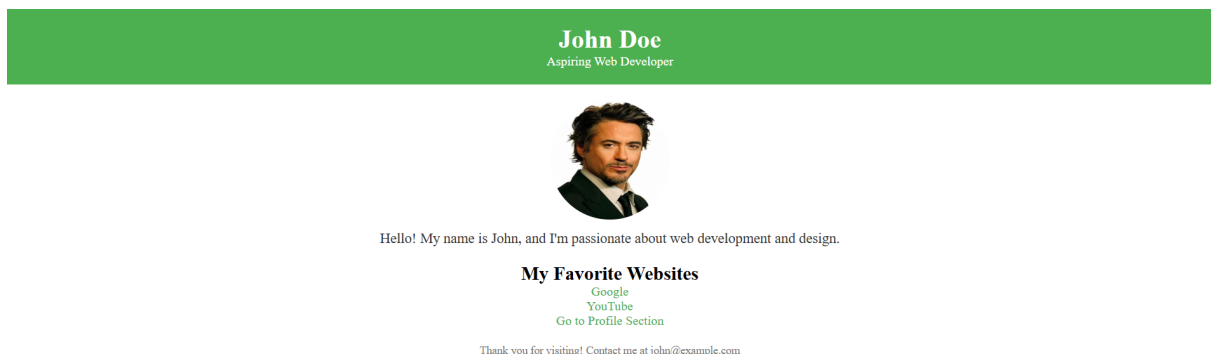 John Doe
Aspiring Web Developer
Hello! My name is John, and I'm passionate about web development and design.
My Favorite Websites
Google
YouTube
Go to Profile Section
Thank you for visiting! Contact me at john@example.com